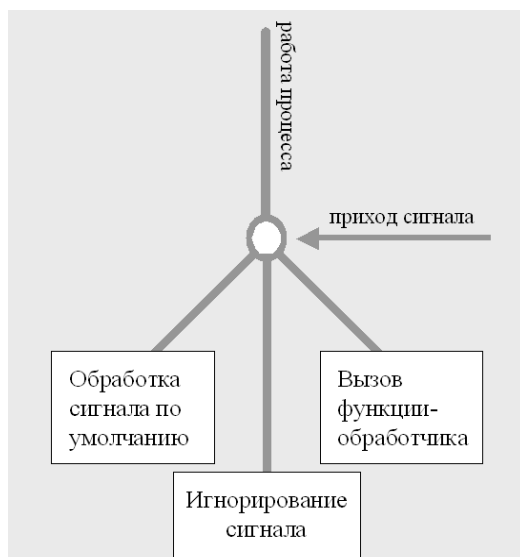 работа процесса
приход сигнала
Обработка
сигнала по
умолчанию
Вызов
функции-
обработчика
Игнорирование
сигнала